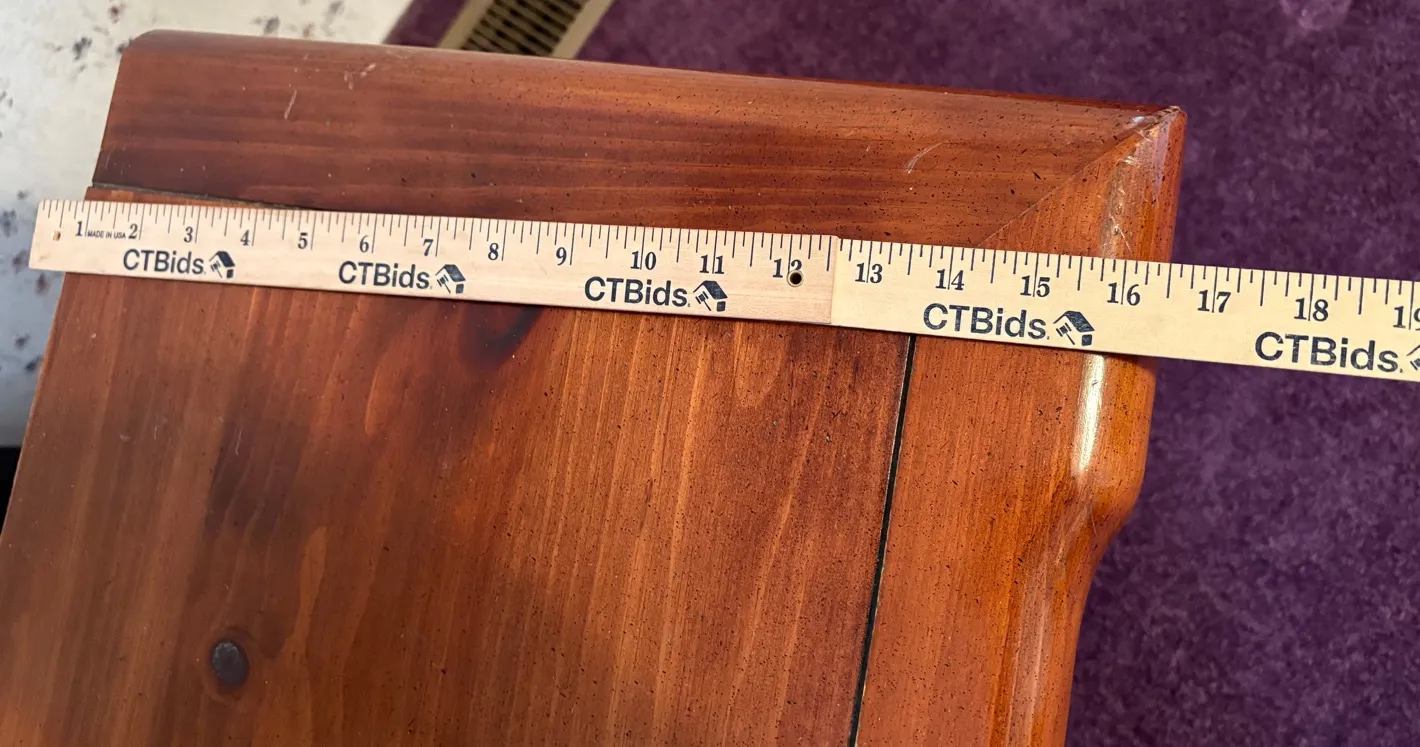 1 MADE IN USA 2 3 4 5 6 7 8 9 10 11 12 13 14 15 16 17 18 19
CTBids. CTBids. CTBids. CTBids. CTBids.